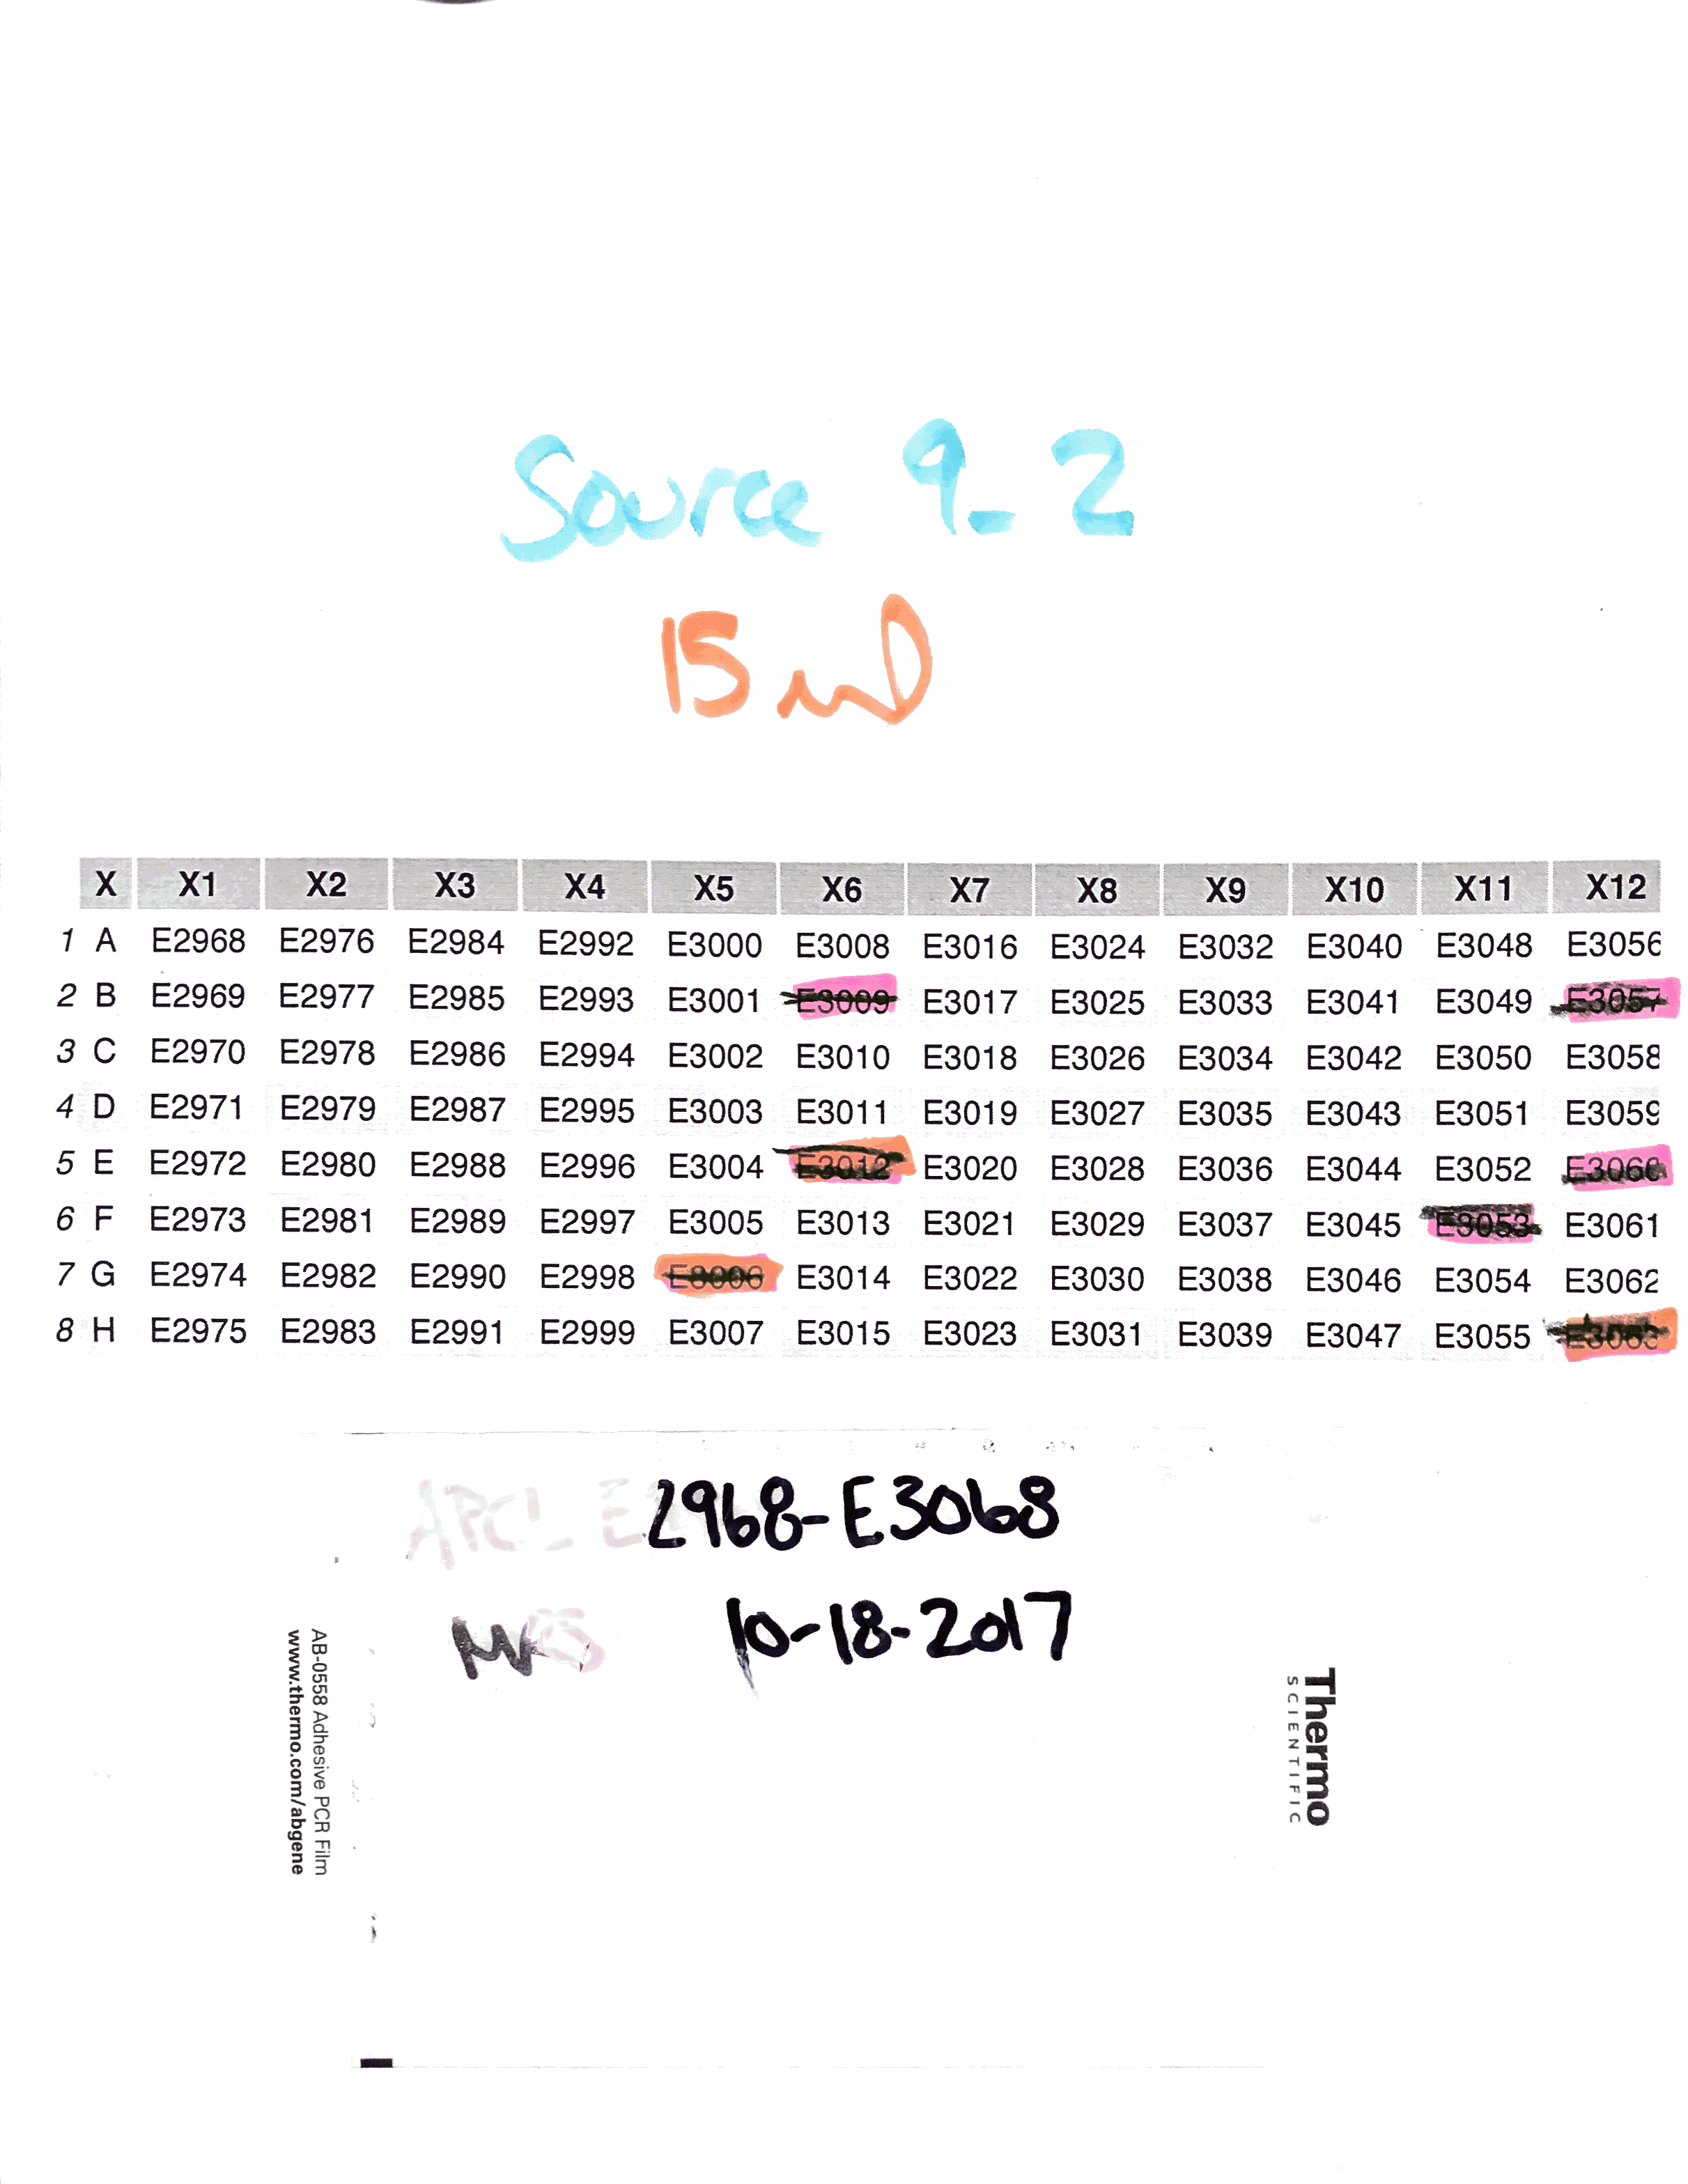 Source 9-2
15 ul
X X1 X2 X3 X4 X5 X6 X7 X8 X9 X10 X11 X12
1 A E2968 E2976 E2984 E2992 E3000 E3008 E3016 E3024 E3032 E3040 E3048 E3056
2 B E2969 E2977 E2985 E2993 E3001 E3009 E3017 E3025 E3033 E3041 E3049 E3057
3 C E2970 E2978 E2986 E2994 E3002 E3010 E3018 E3026 E3034 E3042 E3050 E3058
4 D E2971 E2979 E2987 E2995 E3003 E3011 E3019 E3027 E3035 E3043 E3051 E3059
5 E E2972 E2980 E2988 E2996 E3004 E3012 E3020 E3028 E3036 E3044 E3052 E3060
6 F E2973 E2981 E2989 E2997 E3005 E3013 E3021 E3029 E3037 E3045 E3053 E3061
7 G E2974 E2982 E2990 E2998 E3006 E3014 E3022 E3030 E3038 E3046 E3054 E3062
8 H E2975 E2983 E2991 E2999 E3007 E3015 E3023 E3031 E3039 E3047 E3055 E3063
APCL E2968-E3068
10-18-2017
AB-0558 Adhesive PCR Film
www.thermo.com/abgene
Thermo
SCIENTIFIC